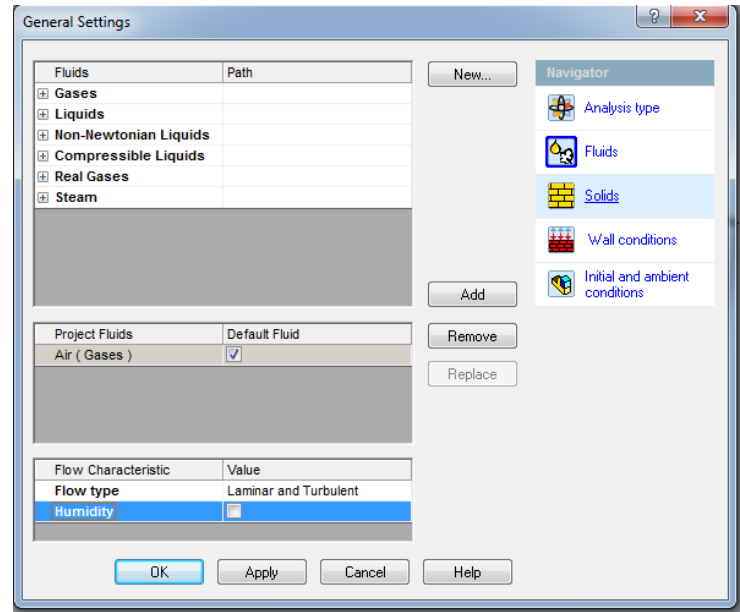 General Settings
Fluids Path
Gases
Liquids
Non-Newtonian Liquids
Compressible Liquids
Real Gases
Steam
New...
Add
Project Fluids Default Fluid
Air ( Gases )
Remove
Replace
Flow Characteristic Value
Flow type Laminar and Turbulent
Humidity
OK Apply Cancel Help
Navigator
Analysis type
Fluids
Solids
Wall conditions
Initial and ambient
conditions